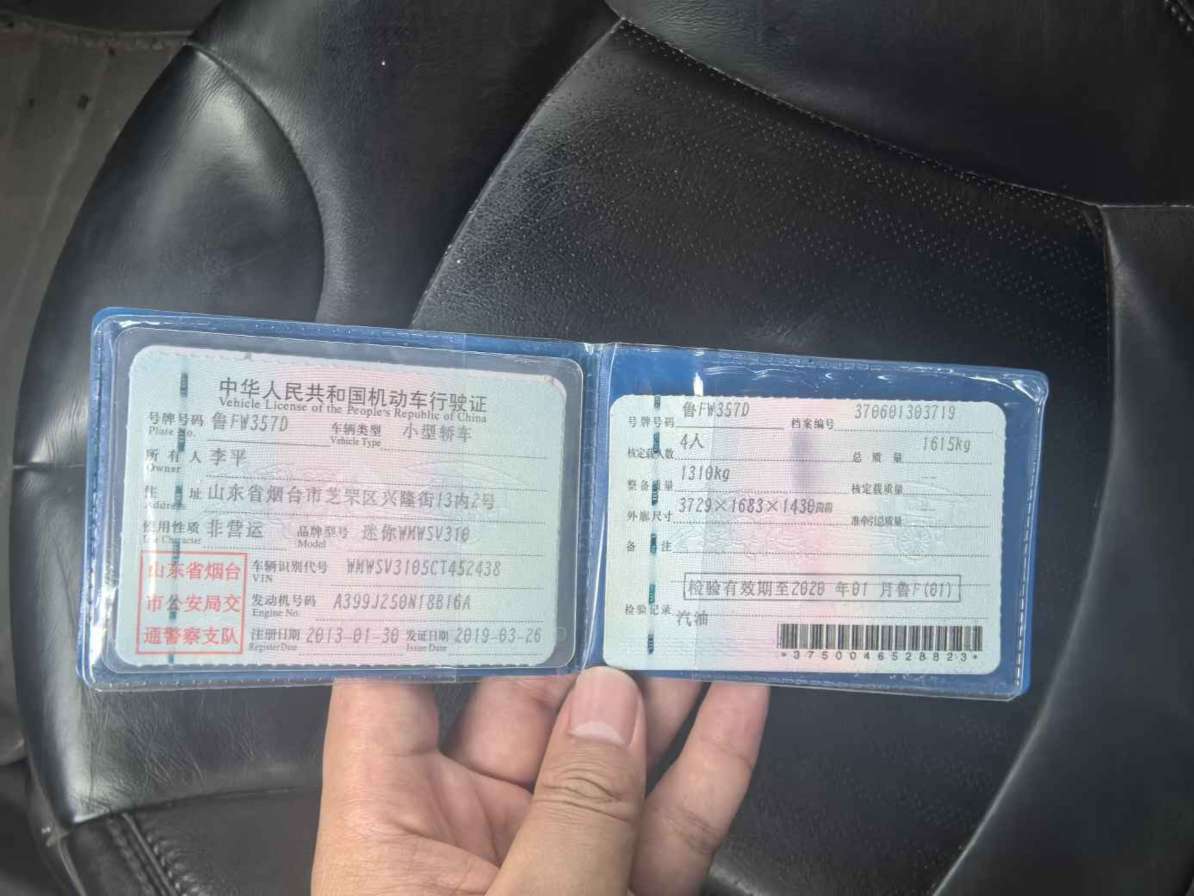 中华人民共和国机动车行驶证
Vehicle License of the People's Republic of China
号牌号码 鲁FW357D 车辆类型 小型轿车
Plate No. Vehicle Type
所有人 李平
Owner
住址 山东省烟台市芝罘区兴隆街13内2号
Address
使用性质 非营运 品牌型号 迷你WMWSV310
Use Character Model
山东省烟台
市公安局交
通警察支队
车辆识别代号 WMWSV3105CT452438
VIN
发动机号码 A399J250N18B16A
Engine No.
注册日期 2013-01-30 发证日期 2019-03-26
Register Date Issue Date
号牌号码 鲁FW357D 档案编号 370601303719
核定载人数 4人 总质量 1615kg
整备质量 1310kg 核定载质量
外廓尺寸 3729×1683×1430 准牵引总质量
备注
检验有效期至2020 年01 月鲁F(01)
检验记录 汽油
*3750046528823*